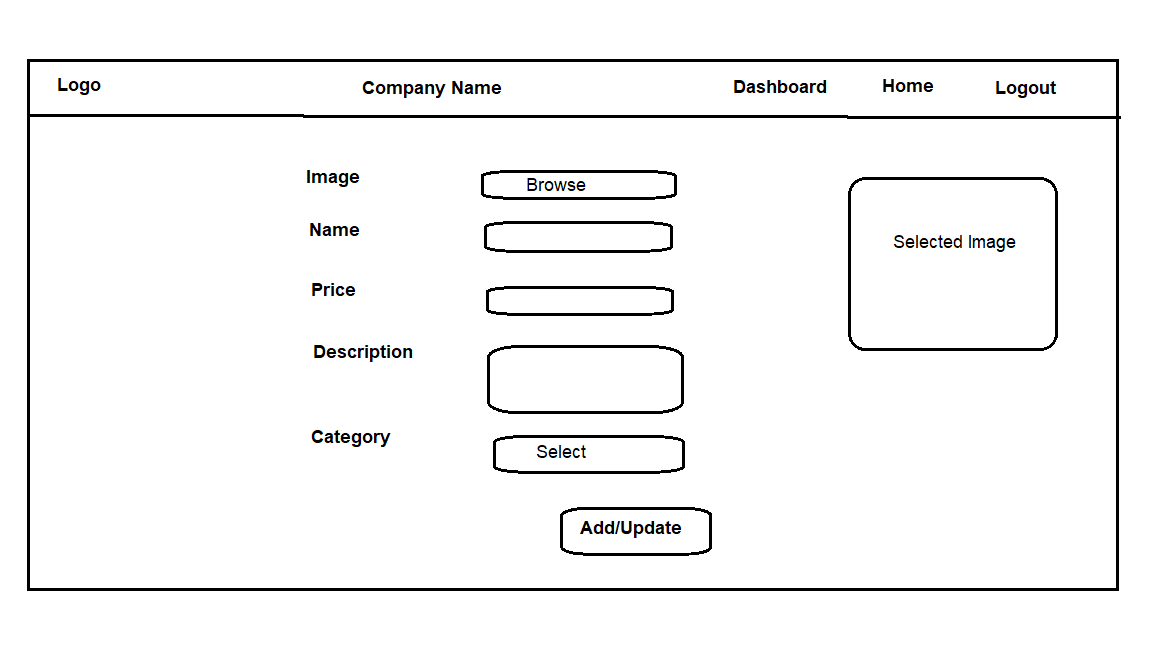 Logo
Company Name
Dashboard
Home
Logout
Image
Browse
Name
Price
Description
Category
Select
Add/Update
Selected Image